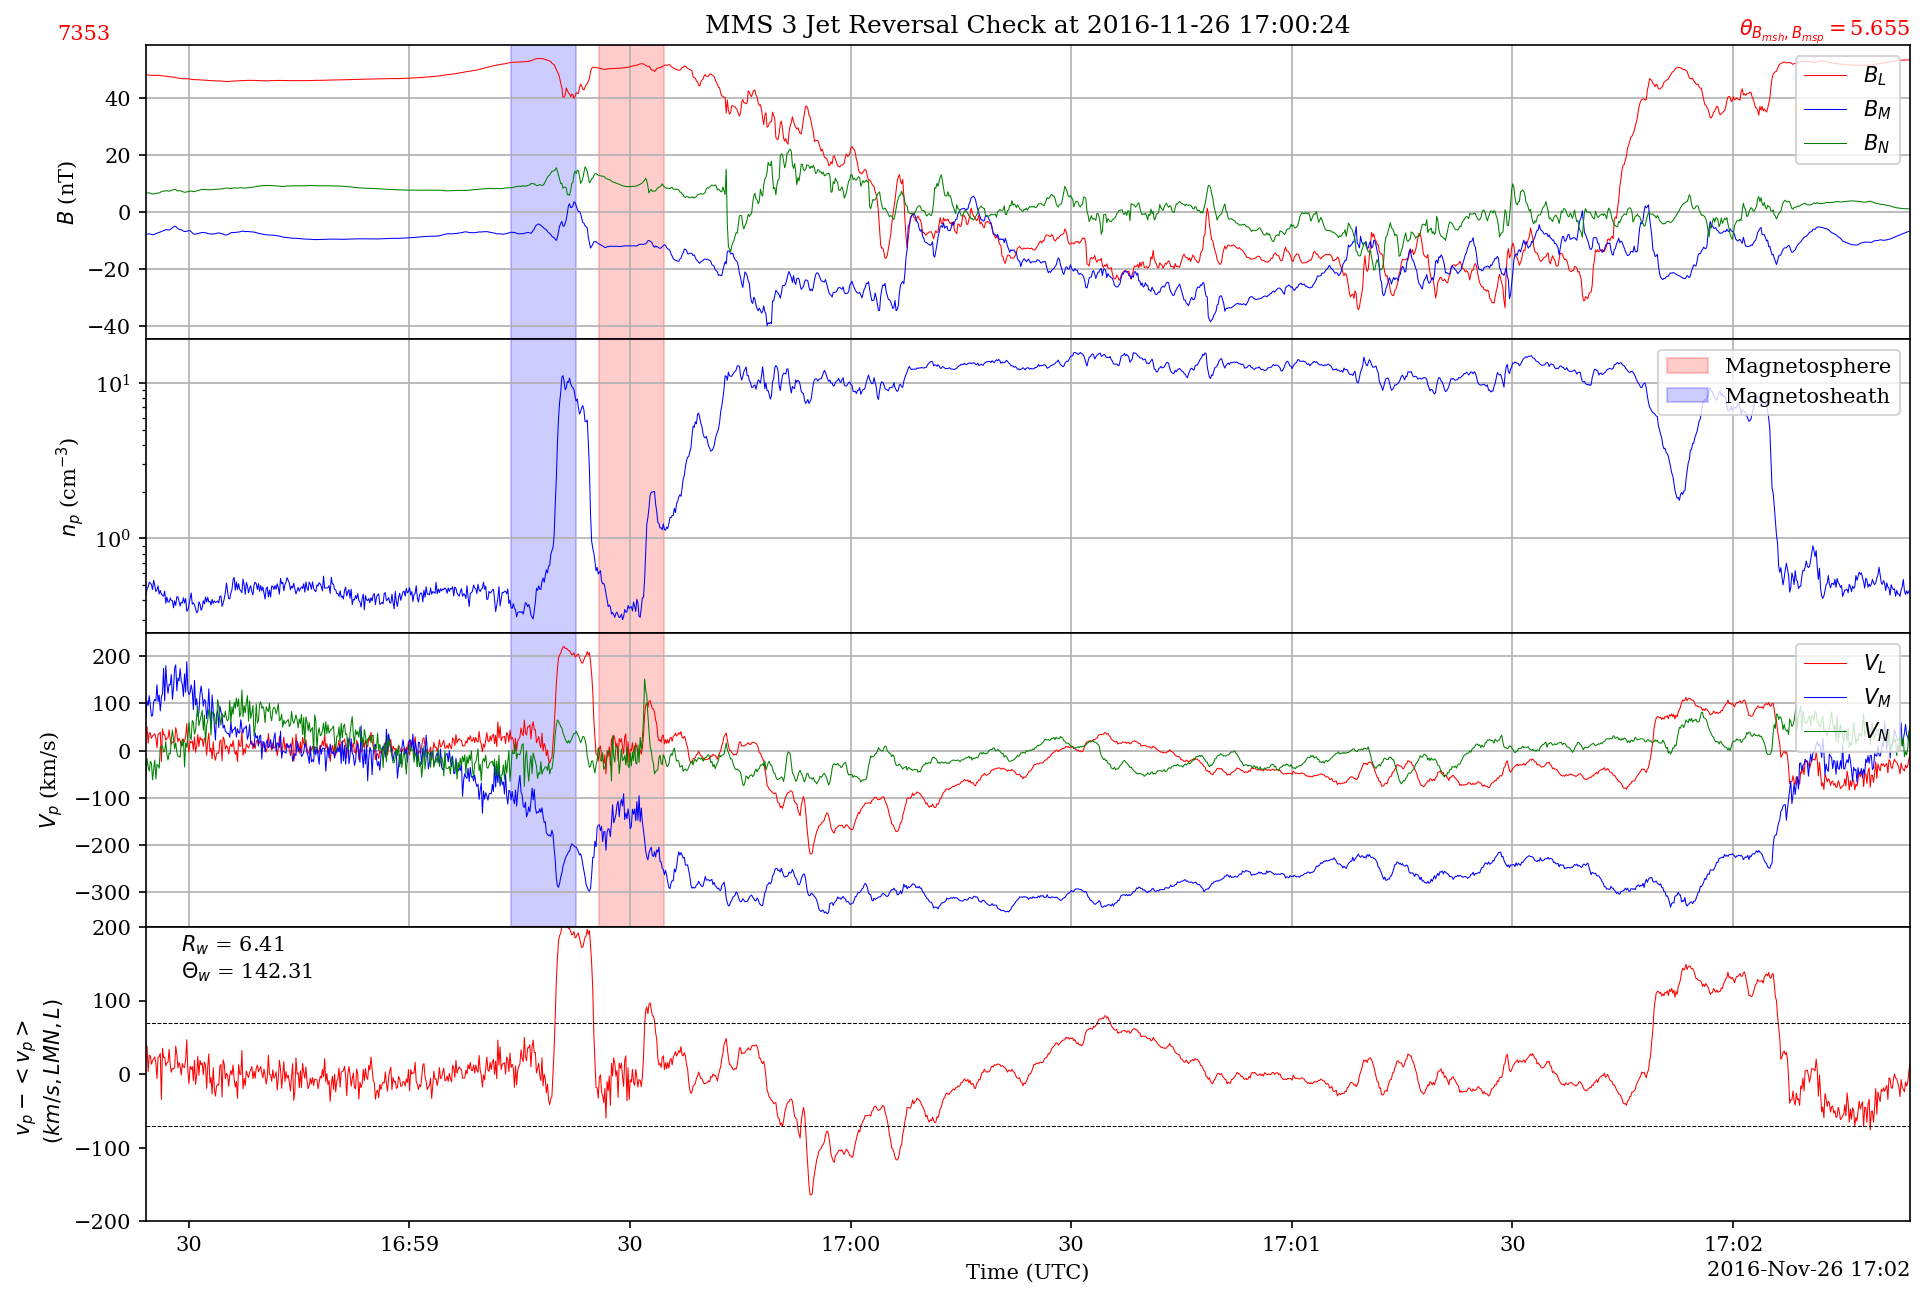 MMS 3 Jet Reversal Check at 2016-11-26 17:00:24
7353
θ_{B_{msh}, B_{msp}} = 5.655
B (nT)
40
20
0
−20
−40
B_L
B_M
B_N
n_p (cm^{−3})
10^1
10^0
Magnetosphere
Magnetosheath
V_p (km/s)
200
100
0
−100
−200
−300
V_L
V_M
V_N
v_p − < v_p >
(km/s, LMN, L)
200
100
0
−100
−200
R_w = 6.41
Θ_w = 142.31
30 16:59 30 17:00 30 17:01 30 17:02
Time (UTC)
2016-Nov-26 17:02